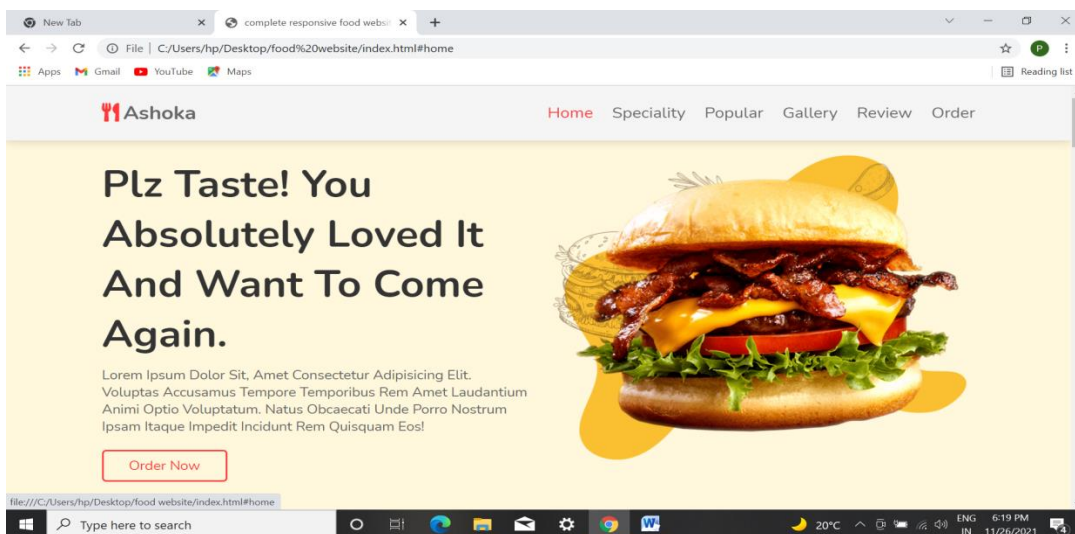 New Tab
complete responsive food websi
File | C:/Users/hp/Desktop/food%20website/index.html#home
P
Apps Gmail YouTube Maps Reading list
Ashoka
Home Speciality Popular Gallery Review Order
Plz Taste! You
Absolutely Loved It
And Want To Come
Again.
Lorem Ipsum Dolor Sit, Amet Consectetur Adipisicing Elit.
Voluptas Accusamus Tempore Temporibus Rem Amet Laudantium
Animi Optio Voluptatum. Natus Obcaecati Unde Porro Nostrum
Ipsam Itaque Impedit Incidunt Rem Quisquam Eos!
Order Now
file:///C:/Users/hp/Desktop/food website/index.html#home
Type here to search
W
20°C
ENG
IN
6:19 PM
11/26/2021
4